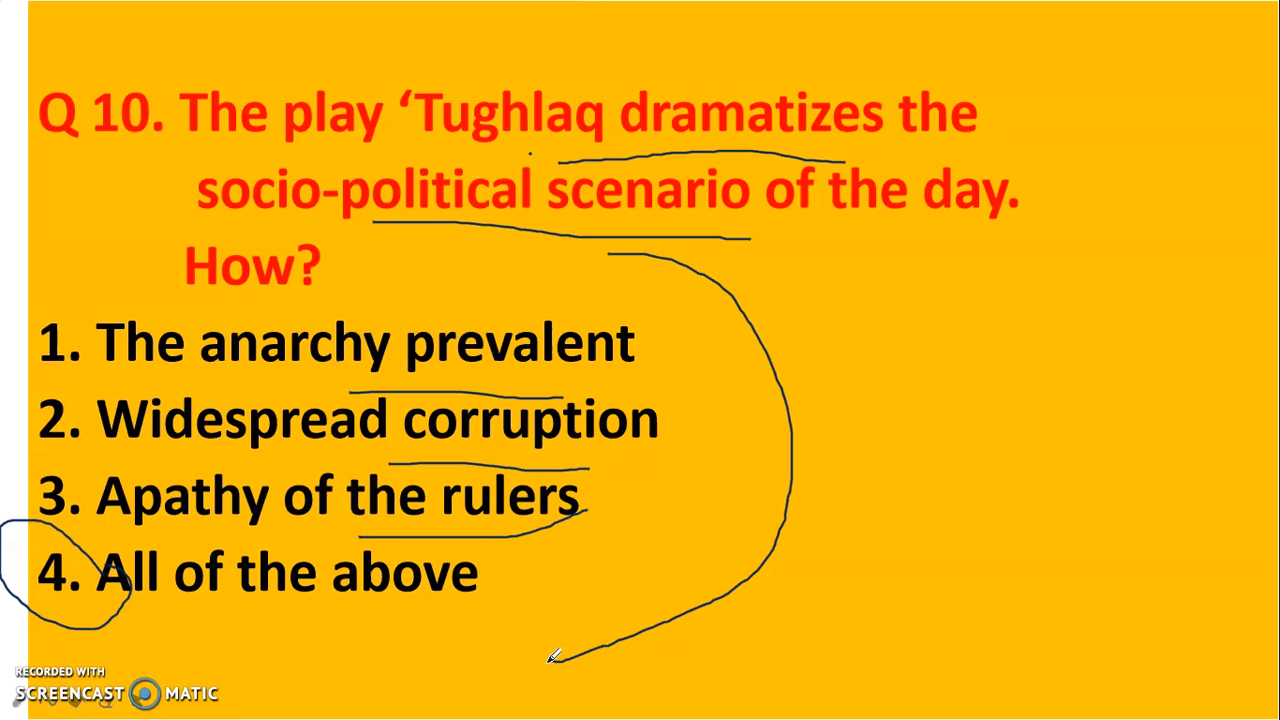 Q 10. The play ‘Tughlaq dramatizes the
socio-political scenario of the day.
How?
1. The anarchy prevalent
2. Widespread corruption
3. Apathy of the rulers
4. All of the above
RECORDED WITH
SCREENCAST MATIC